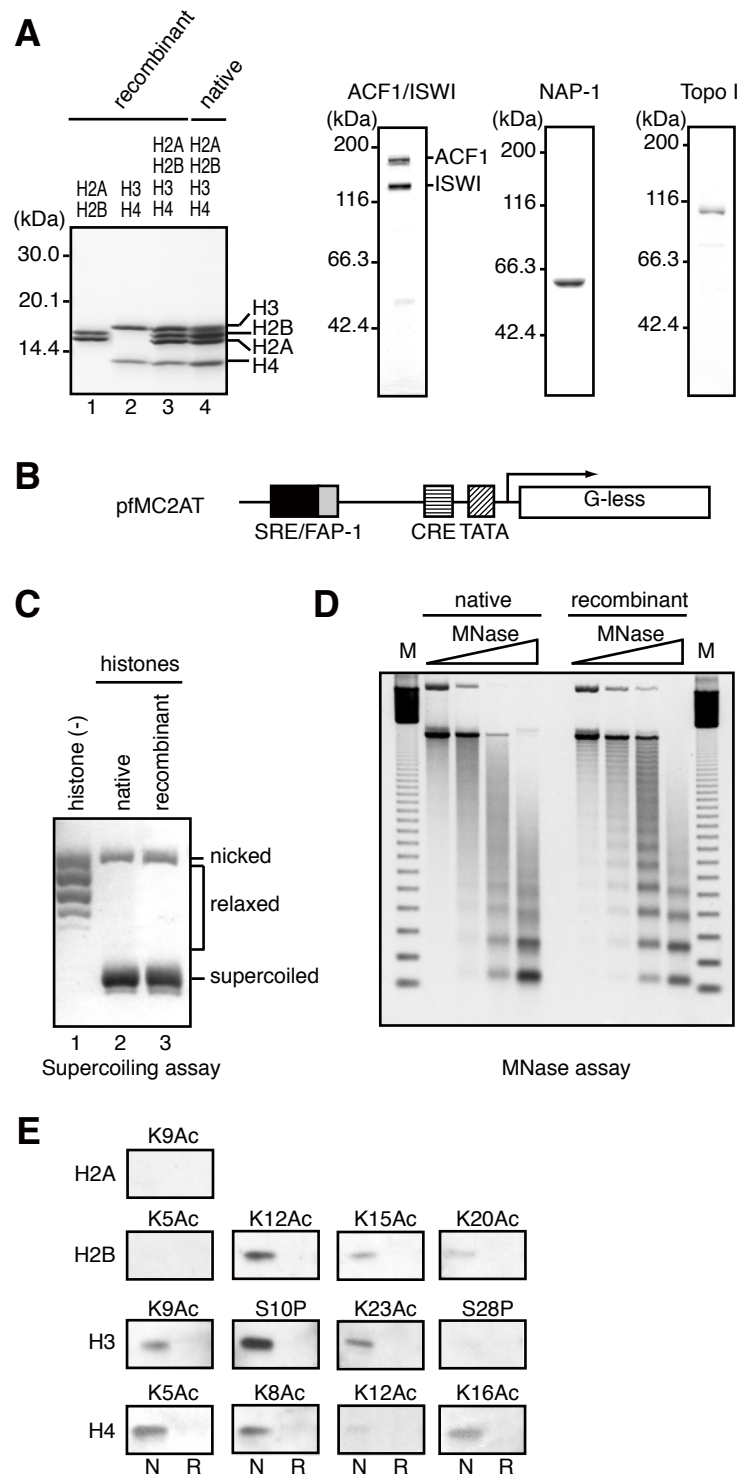 A
recombinant
native
H2A H2A
H2B H2B
H2A H3 H3 H3
H2B H4 H4 H4
(kDa)
30.0
20.1
14.4
H3
H2B
H2A
H4
1 2 3 4
ACF1/ISWI
(kDa)
200
116
66.3
42.4
ACF1
ISWI
NAP-1
(kDa)
200
116
66.3
42.4
Topo I
(kDa)
200
116
66.3
42.4
B
pfMC2AT
SRE/FAP-1
CRE TATA
G-less
C
histones
histone (-)
native
recombinant
nicked
relaxed
supercoiled
1 2 3
Supercoiling assay
D
native recombinant
M MNase MNase M
MNase assay
E
K9Ac
H2A
K5Ac K12Ac K15Ac K20Ac
H2B
K9Ac S10P K23Ac S28P
H3
K5Ac K8Ac K12Ac K16Ac
H4
N R N R N R N R